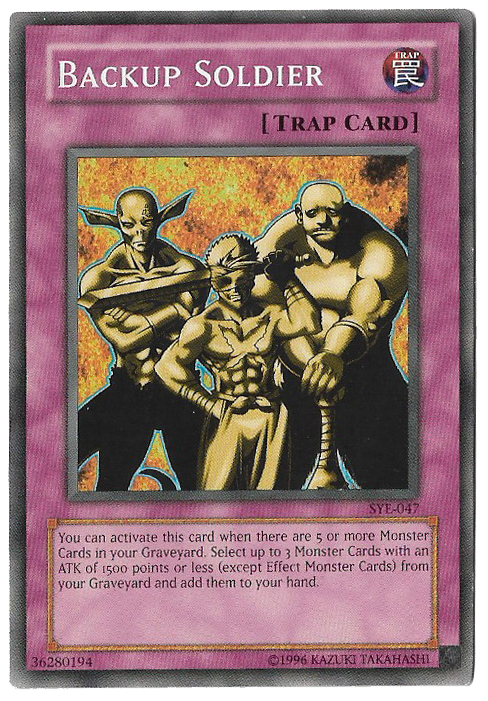 BACKUP SOLDIER
TRAP
罠
[TRAP CARD]
SYE-047
You can activate this card when there are 5 or more Monster
Cards in your Graveyard. Select up to 3 Monster Cards with an
ATK of 1500 points or less (except Effect Monster Cards) from
your Graveyard and add them to your hand.
36280194
©1996 KAZUKI TAKAHASHI